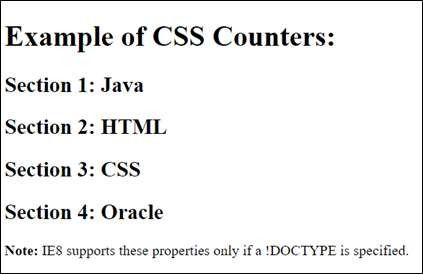 Example of CSS Counters:
Section 1: Java
Section 2: HTML
Section 3: CSS
Section 4: Oracle
Note: IE8 supports these properties only if a !DOCTYPE is specified.